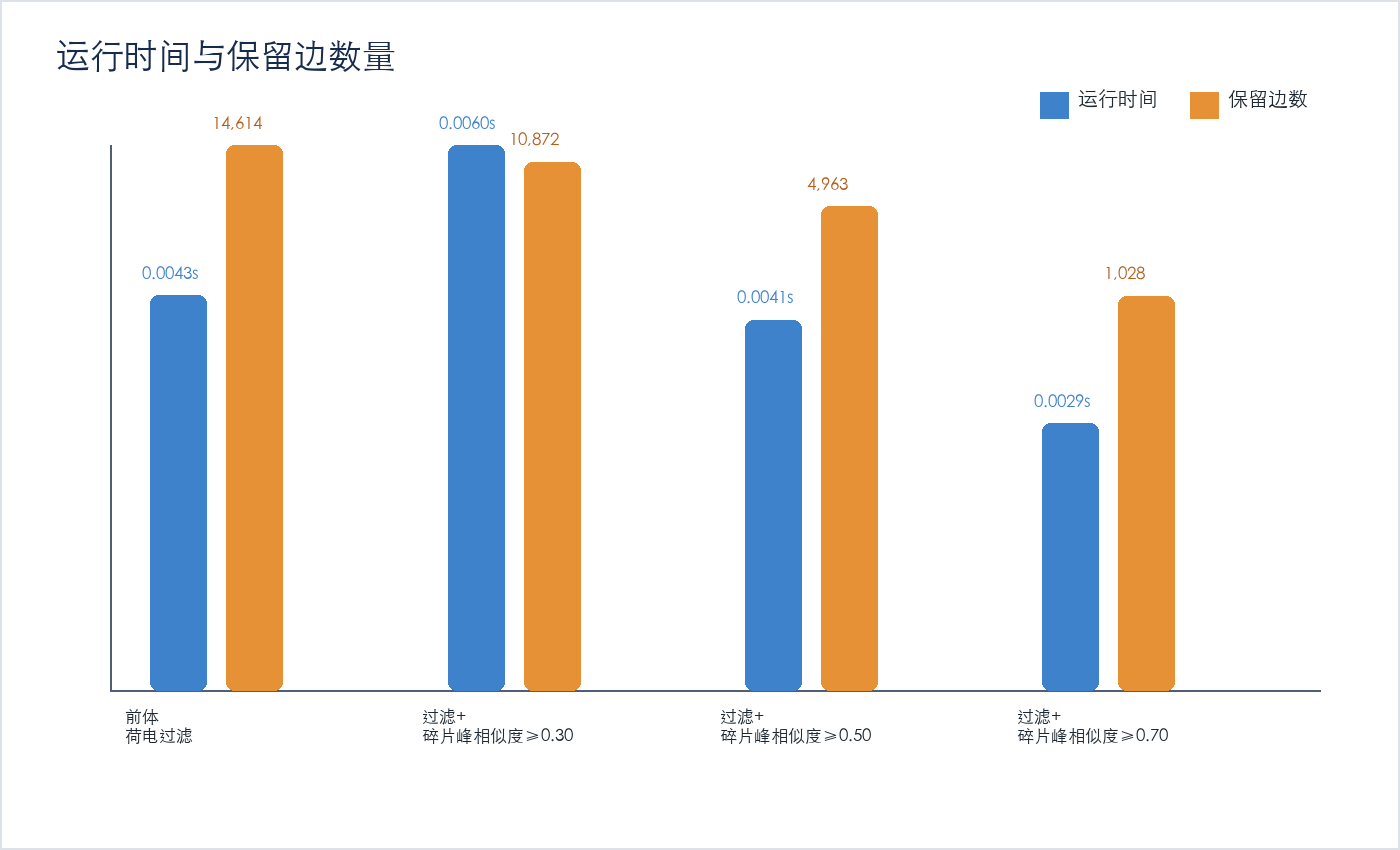 运行时间与保留边数量
运行时间
保留边数
14,614
0.0060s
10,872
4,963
0.0043s
1,028
0.0041s
0.0029s
前体
荷电过滤
过滤+
碎片峰相似度≥0.30
过滤+
碎片峰相似度≥0.50
过滤+
碎片峰相似度≥0.70